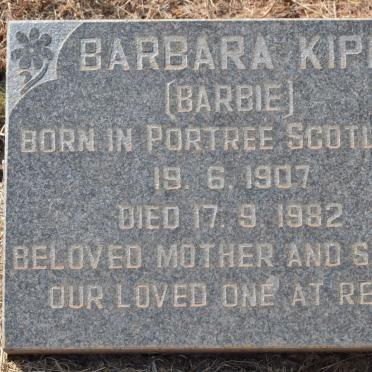 BARBARA KIP
(BARBIE)
BORN IN PORTREE SCOTL
19. 6. 1907
DIED 17. 9. 1982
BELOVED MOTHER AND S
OUR LOVED ONE AT RE